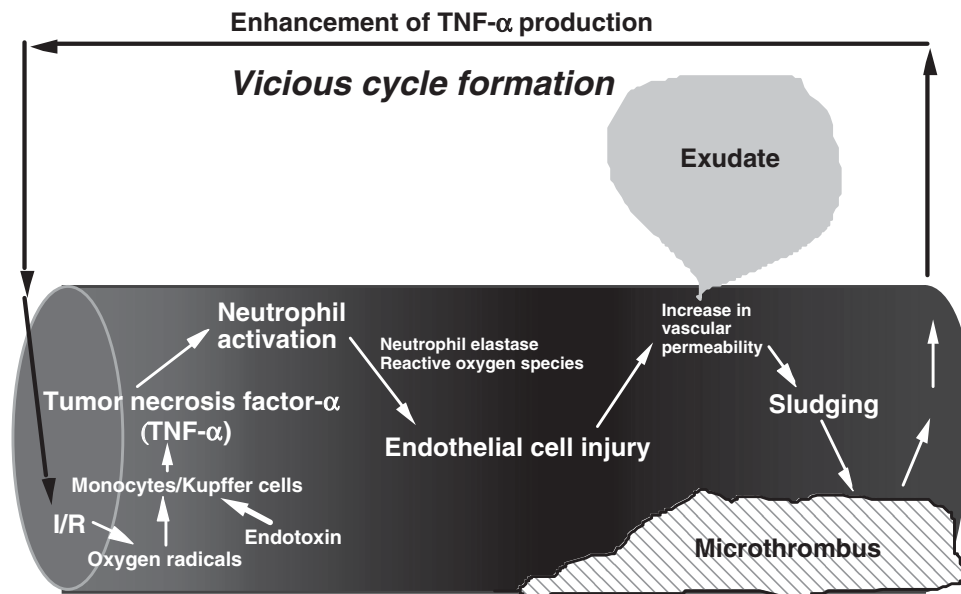 Enhancement of TNF-α production
Vicious cycle formation
Exudate
Neutrophil
activation
Neutrophil elastase
Reactive oxygen species
Increase in
vascular
permeability
Tumor necrosis factor-α
(TNF-α)
Sludging
Endothelial cell injury
Monocytes/Kupffer cells
I/R
Endotoxin
Oxygen radicals
Microthrombus